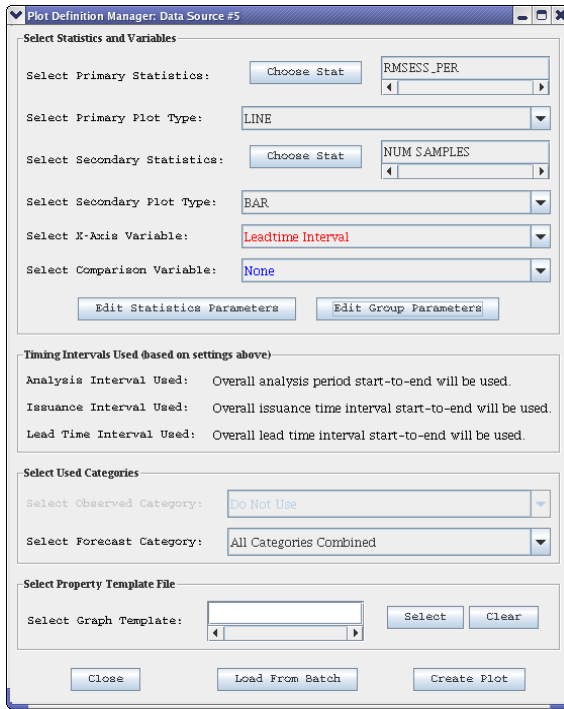 Plot Definition Manager: Data Source #5
Select Statistics and Variables
Select Primary Statistics: Choose Stat RMSESS_PER
Select Primary Plot Type: LINE
Select Secondary Statistics: Choose Stat NUM SAMPLES
Select Secondary Plot Type: BAR
Select X-Axis Variable: Leadtime Interval
Select Comparison Variable: None
Edit Statistics Parameters Edit Group Parameters
Timing Intervals Used (based on settings above)
Analysis Interval Used: Overall analysis period start-to-end will be used.
Issuance Interval Used: Overall issuance time interval start-to-end will be used.
Lead Time Interval Used: Overall lead time interval start-to-end will be used.
Select Used Categories
Select Observed Category: Do Not Use
Select Forecast Category: All Categories Combined
Select Property Template File
Select Graph Template: Select Clear
Close Load From Batch Create Plot